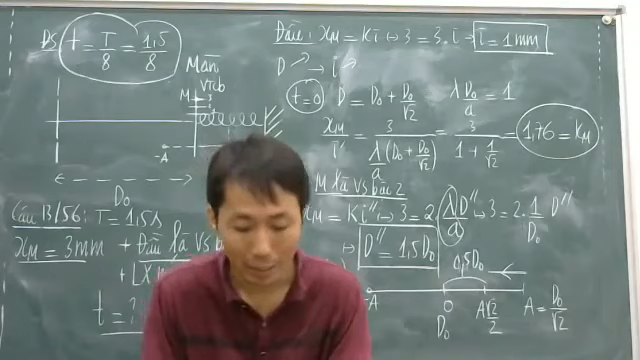 ĐS t = T/8 = 1,5/8
Đầu: x_M = Ki ⇔ 3 = 3.i → i = 1mm
D ↗ → i ↗
Màn
VTCB
M
t=0 D = D₀ + D₀/√2 λD₀/a = 1
x_M/i' = 3/(λ/a (D₀ + D₀/√2)) = 3/(1 + 1/√2) = 1,76 = K_M
-A
D₀
M là vs bậc 2
Câu 13/56: T = 1,5s
x_M = Ki'' ⇔ 3 = 2.(λ/a)D'' ⇔ 3 = 2.1/D₀ D''
x_M = 3mm + Đầu là vs b
D'' = 1,5D₀
0,5D₀
t = ?
-A O A√2/2 A = D₀/√2
D₀